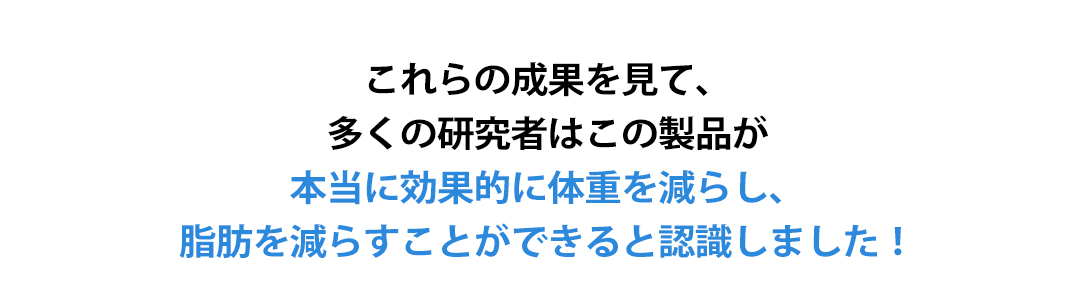 これらの成果を見て、
多くの研究者はこの製品が
本当に効果的に体重を減らし、
脂肪を減らすことができると認識しました！